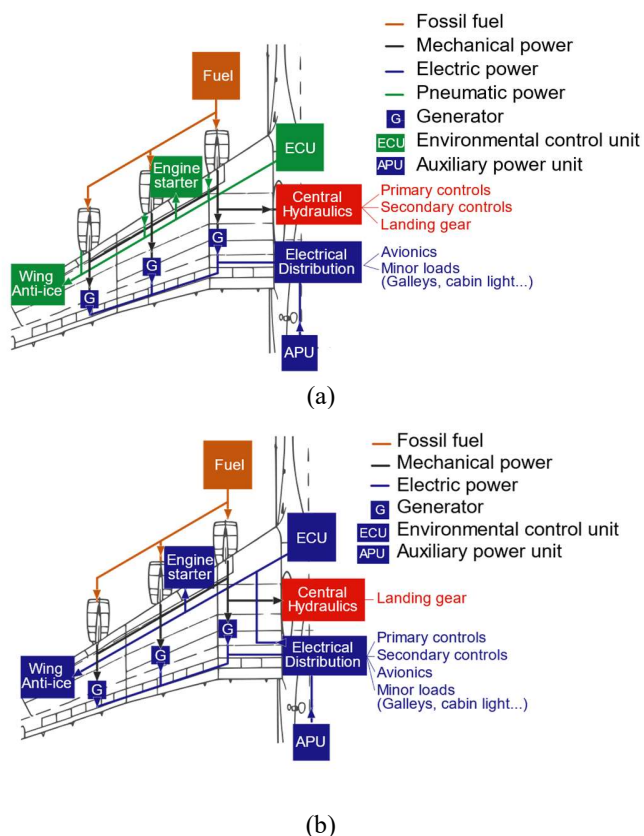 Fossil fuel
Mechanical power
Electric power
Pneumatic power
G Generator
ECU Environmental control unit
APU Auxiliary power unit
Fuel
ECU
Engine
starter
Central
Hydraulics
Primary controls
Secondary controls
Landing gear
G
Electrical
Distribution
Avionics
Minor loads
(Galleys, cabin light...)
G
Wing
Anti-ice
G
APU
(a)
Fossil fuel
Mechanical power
Electric power
G Generator
ECU Environmental control unit
APU Auxiliary power unit
Fuel
ECU
Engine
starter
Central
Hydraulics
Landing gear
G
Electrical
Distribution
Primary controls
Secondary controls
Avionics
Minor loads
(Galleys, cabin light...)
G
Wing
Anti-ice
G
APU
(b)